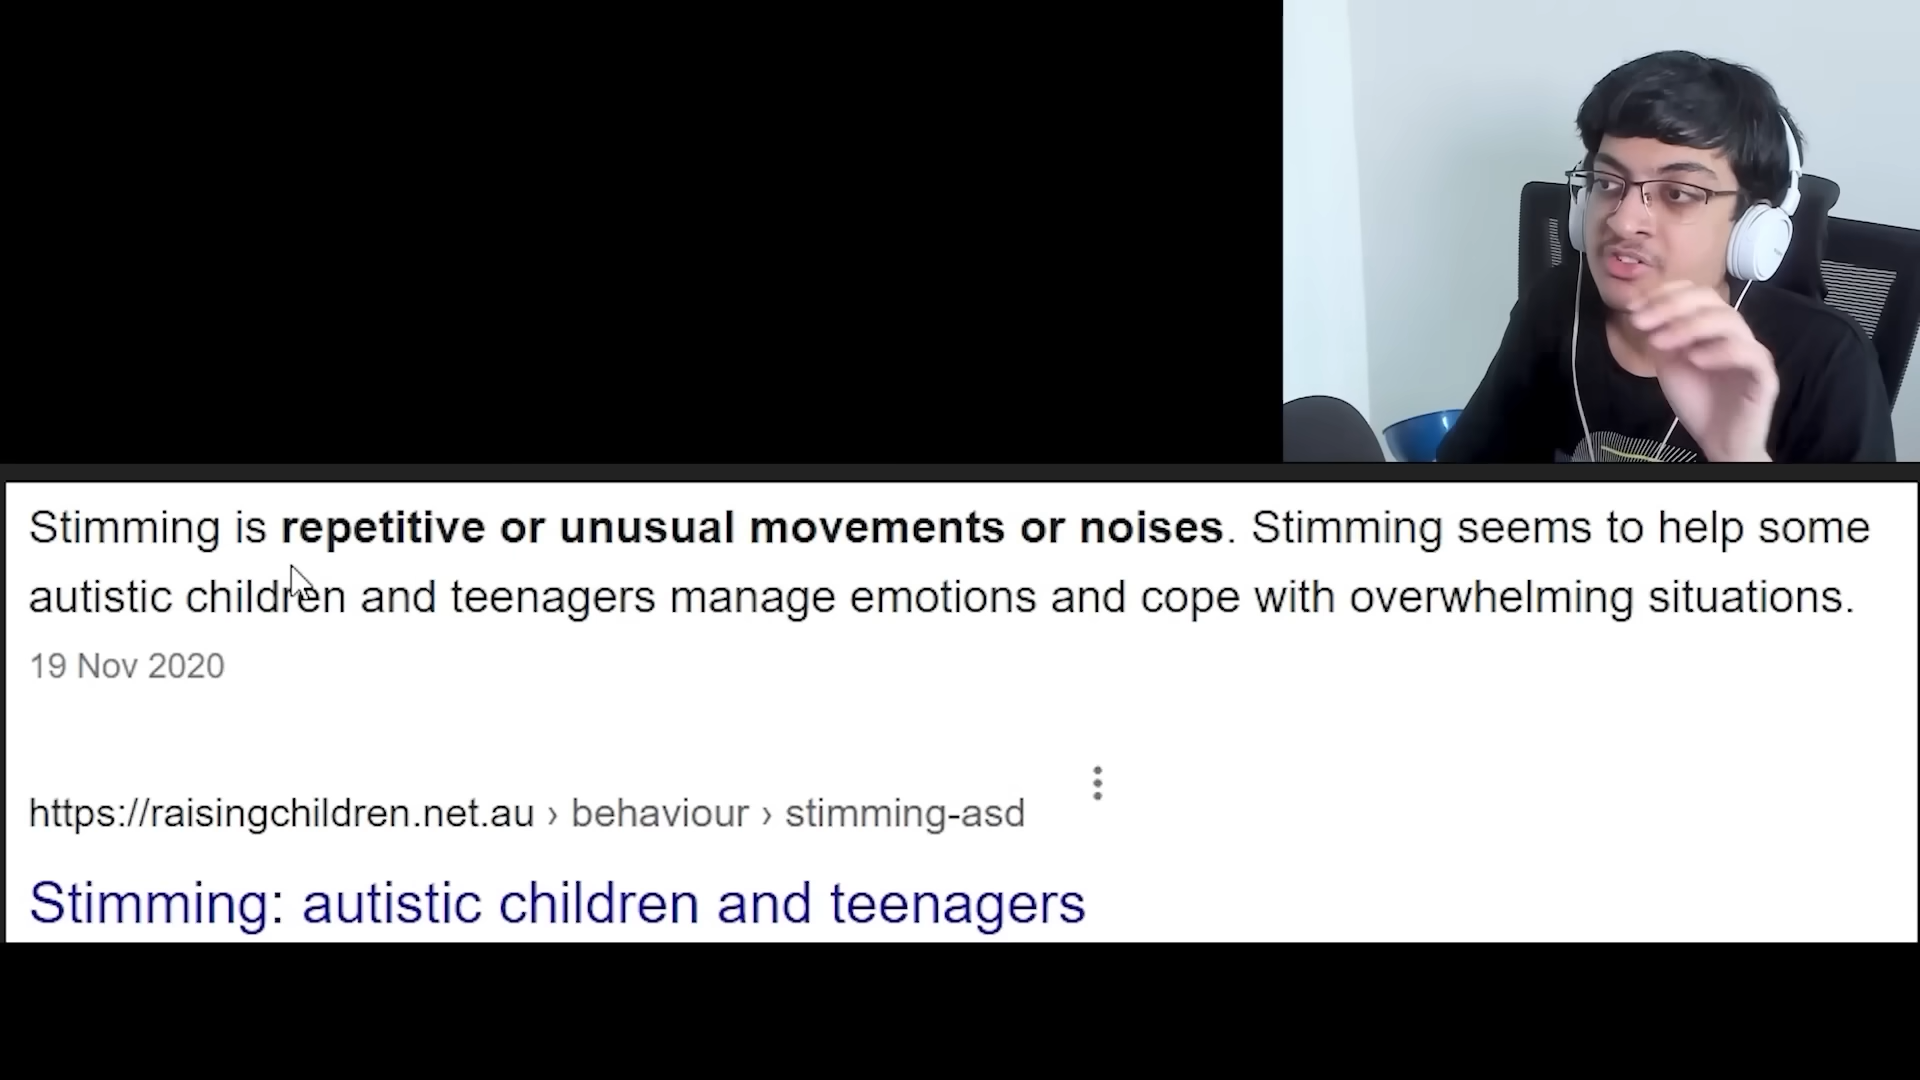 Stimming is repetitive or unusual movements or noises. Stimming seems to help some
autistic children and teenagers manage emotions and cope with overwhelming situations.
19 Nov 2020
https://raisingchildren.net.au › behaviour › stimming-asd
Stimming: autistic children and teenagers